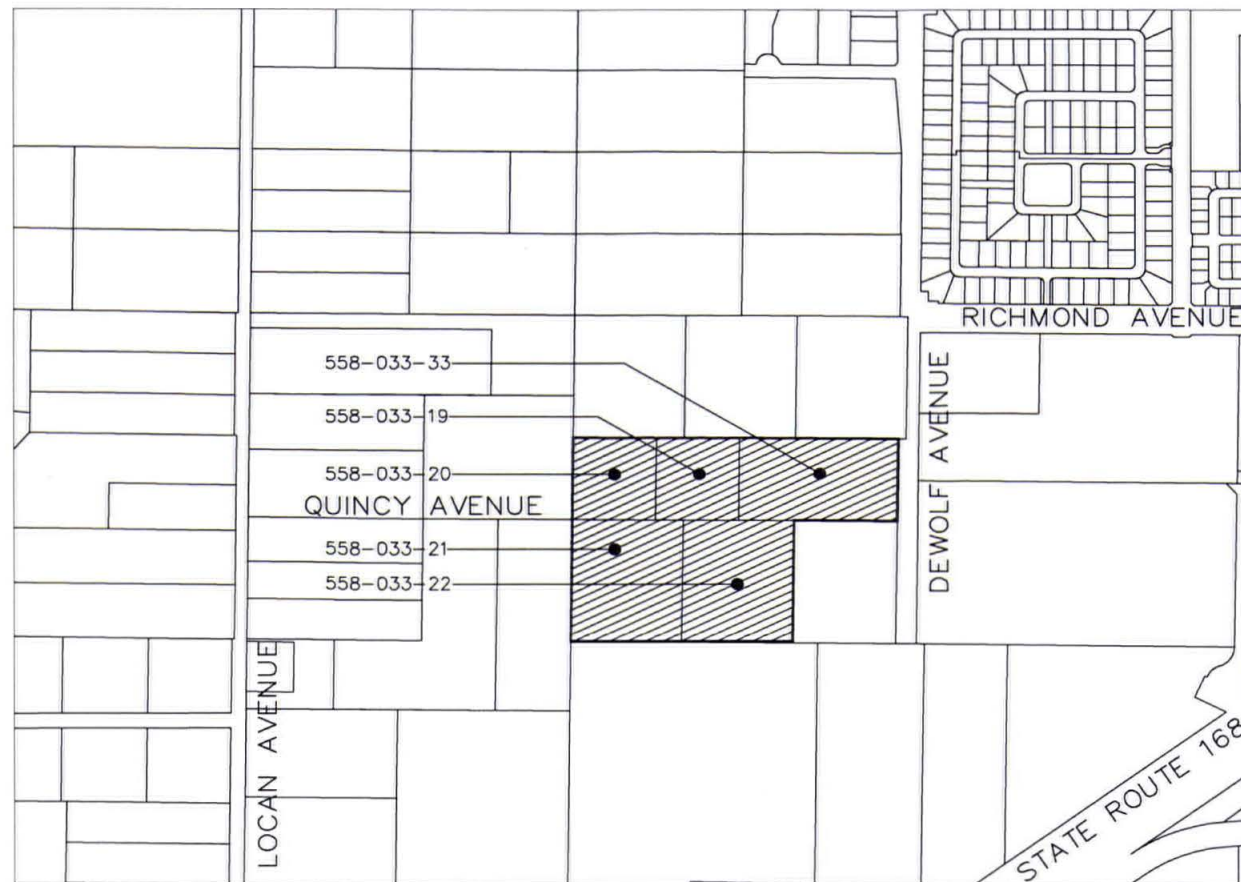 RICHMOND AVENUE
558-033-33
558-033-19
558-033-20
QUINCY AVENUE
558-033-21
558-033-22
DEWOLF AVENUE
LOCAN AVENUE
STATE ROUTE 168